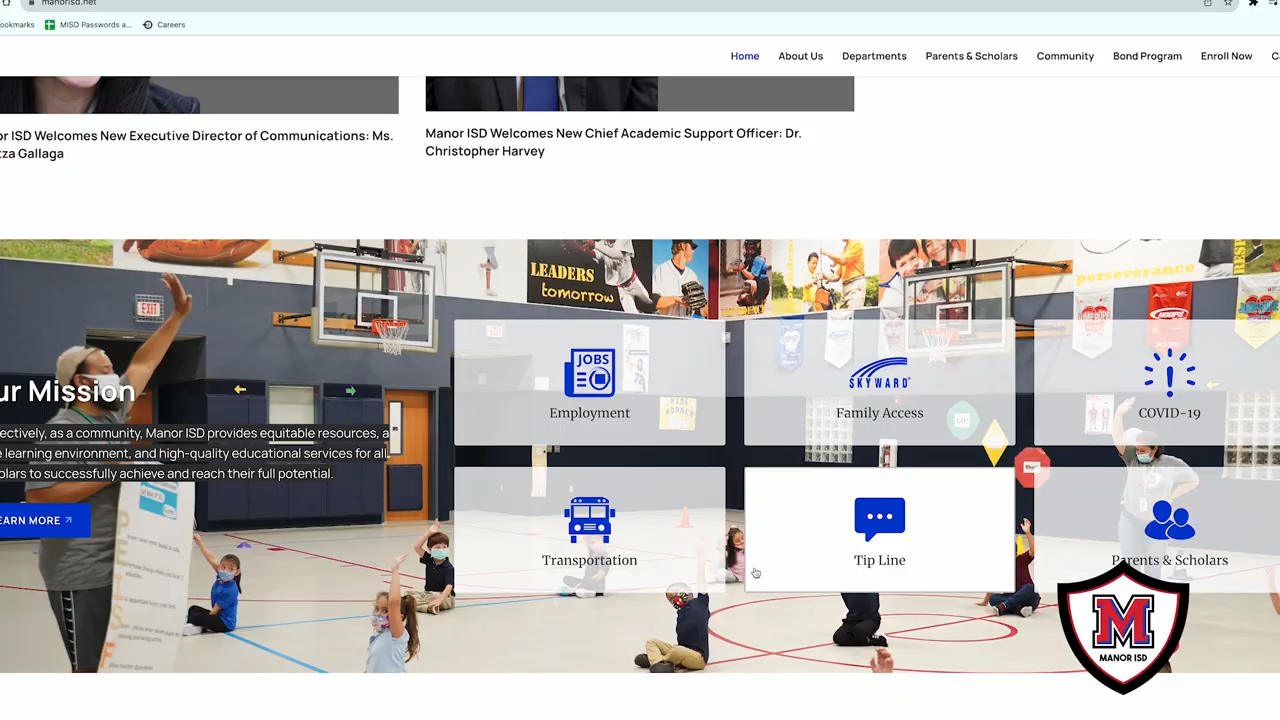 manorisd.net
ookmarks
MISD Passwords a...
Careers
Home
About Us
Departments
Parents & Scholars
Community
Bond Program
Enroll Now
C
or ISD Welcomes New Executive Director of Communications: Ms.
tza Gallaga
Manor ISD Welcomes New Chief Academic Support Officer: Dr.
Christopher Harvey
LEADERS
tomorrow
perseverance
EXIT
ur Mission
ectively, as a community, Manor ISD provides equitable resources, a
e learning environment, and high-quality educational services for all
olars to successfully achieve and reach their full potential.
EARN MORE
JOBS
Employment
SKYWARD
Family Access
COVID-19
Transportation
Tip Line
Parents & Scholars
KIDS
KORNER
GO!
M
MANOR ISD